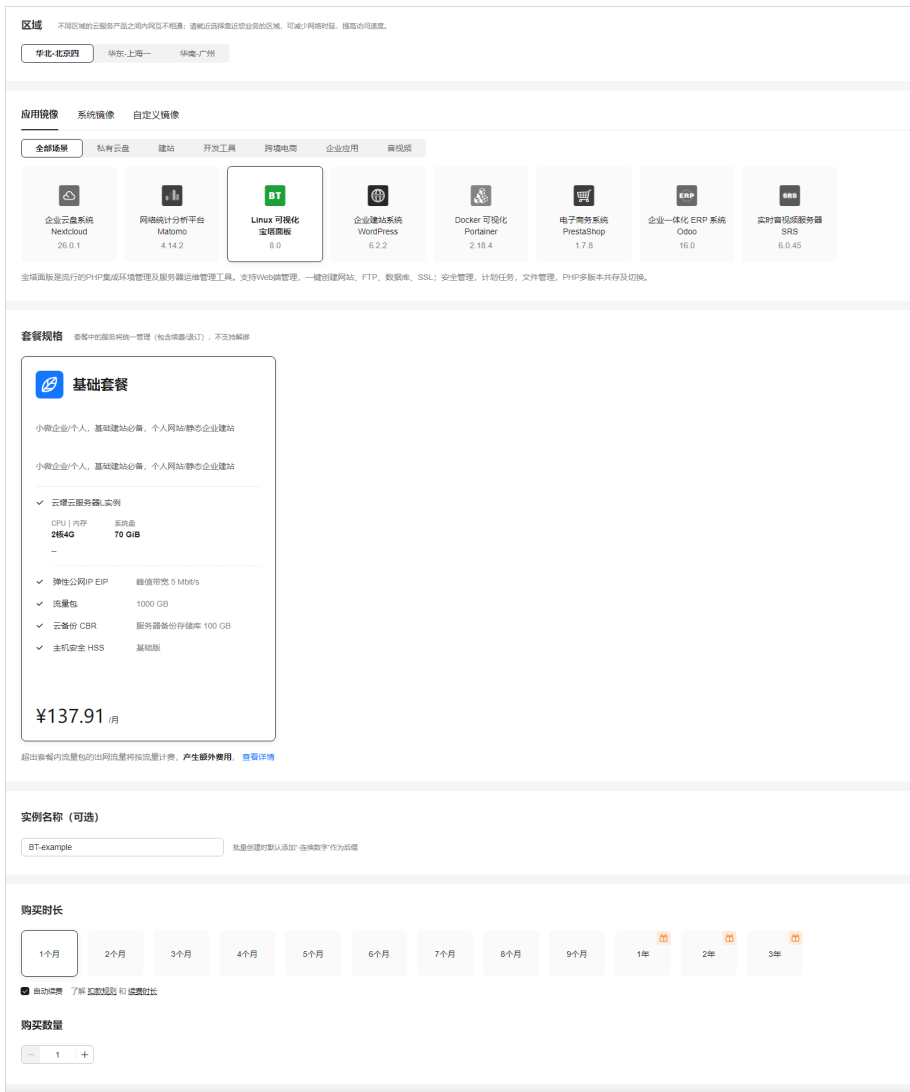 区域 不同区域的云服务产品之间内网互不相通；请就近选择靠近您业务的区域，可减少网络时延，提高访问速度。
华北-北京四 华东-上海一 华南-广州
应用镜像 系统镜像 自定义镜像
全部场景 私有云盘 建站 开发工具 跨境电商 企业应用 音视频
BT ERP SRS
企业云盘系统 网络统计分析平台 Linux 可视化 企业建站系统 Docker 可视化 电子商务系统 企业一体化 ERP 系统 实时音视频服务器
Nextcloud Matomo 宝塔面板 WordPress Portainer PrestaShop Odoo SRS
26.0.1 4.14.2 8.0 6.2.2 2.18.4 1.7.8 16.0 6.0.45
宝塔面版是流行的PHP集成环境管理及服务器运维管理工具。支持Web端管理，一键创建网站、FTP、数据库、SSL；安全管理，计划任务，文件管理，PHP多版本共存及切换。
套餐规格 套餐中的服务将统一管理（包含续费/退订），不支持解绑
基础套餐
小微企业/个人，基础建站必备，个人网站/静态企业建站
小微企业/个人，基础建站必备，个人网站/静态企业建站
云耀云服务器L实例
CPU | 内存 系统盘
2核4G 70 GiB
--
弹性公网IP EIP 峰值带宽 5 Mbit/s
流量包 1000 GB
云备份 CBR 服务器备份存储库 100 GB
主机安全 HSS 基础版
¥137.91 /月
超出套餐内流量包的出网流量将按流量计费，产生额外费用， 查看详情
实例名称（可选）
BT-example 批量创建时默认添加“-连续数字”作为后缀
购买时长
1个月 2个月 3个月 4个月 5个月 6个月 7个月 8个月 9个月 1年 2年 3年
自动续费 了解 扣款规则 和 续费时长
购买数量
- 1 +